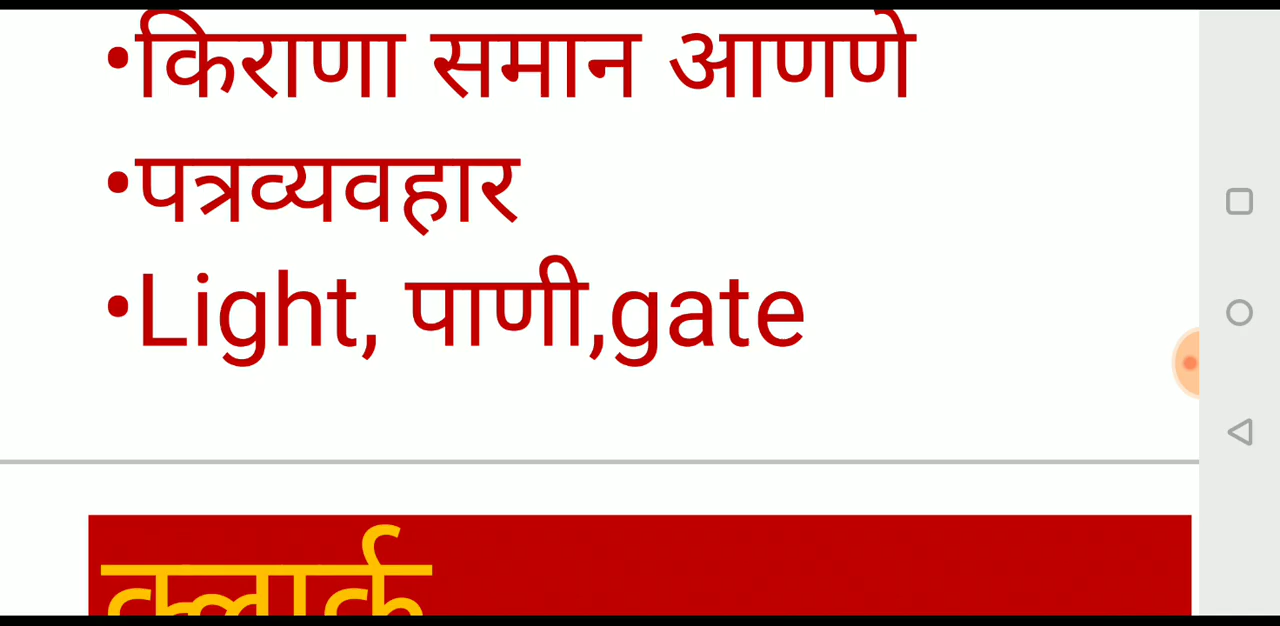 •किराणा समान आणणे
•पत्रव्यवहार
•Light, पाणी,gate
क्लार्क